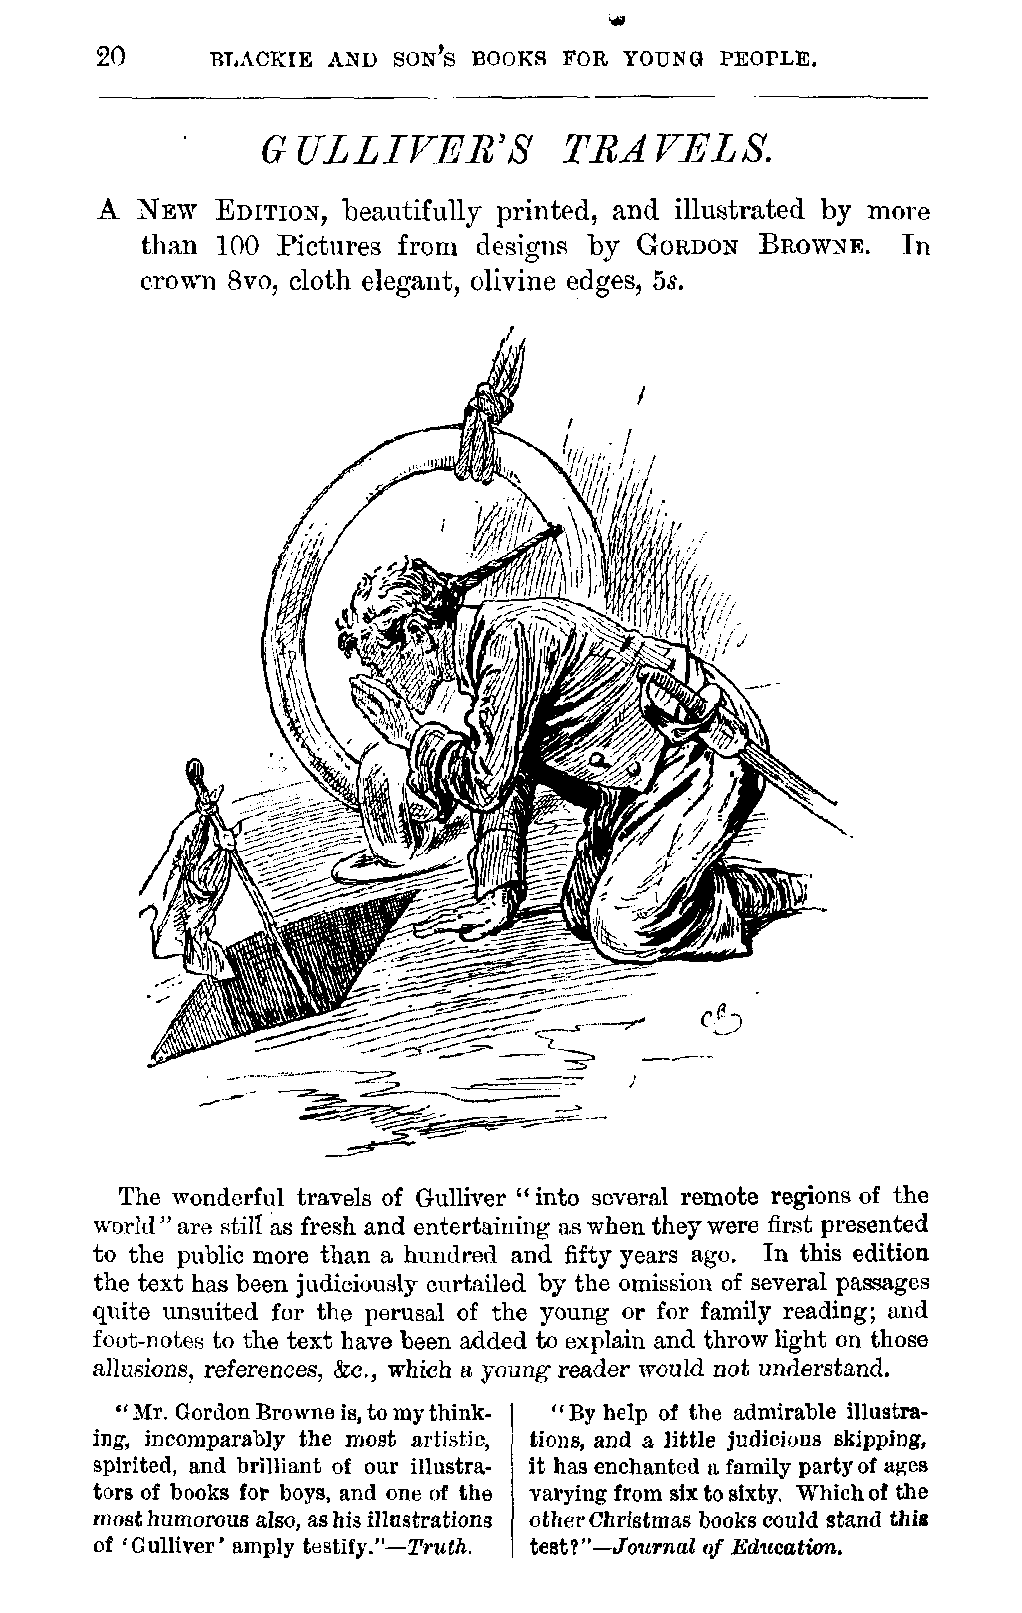 20 BLACKIE AND SON'S BOOKS FOR YOUNG PEOPLE.
GULLIVER'S TRAVELS.
A NEW EDITION, beautifully printed, and illustrated by more
than 100 Pictures from designs by GORDON BROWNE. In
crown 8vo, cloth elegant, olivine edges, 5s.
GB
The wonderful travels of Gulliver "into several remote regions of the
world" are still as fresh and entertaining as when they were first presented
to the public more than a hundred and fifty years ago. In this edition
the text has been judiciously curtailed by the omission of several passages
quite unsuited for the perusal of the young or for family reading; and
foot-notes to the text have been added to explain and throw light on those
allusions, references, &c., which a young reader would not understand.
"Mr. Gordon Browne is, to my think-
ing, incomparably the most artistic,
spirited, and brilliant of our illustra-
tors of books for boys, and one of the
most humorous also, as his illustrations
of 'Gulliver' amply testify."—Truth.
"By help of the admirable illustra-
tions, and a little judicious skipping,
it has enchanted a family party of ages
varying from six to sixty. Which of the
other Christmas books could stand this
test?"—Journal of Education.